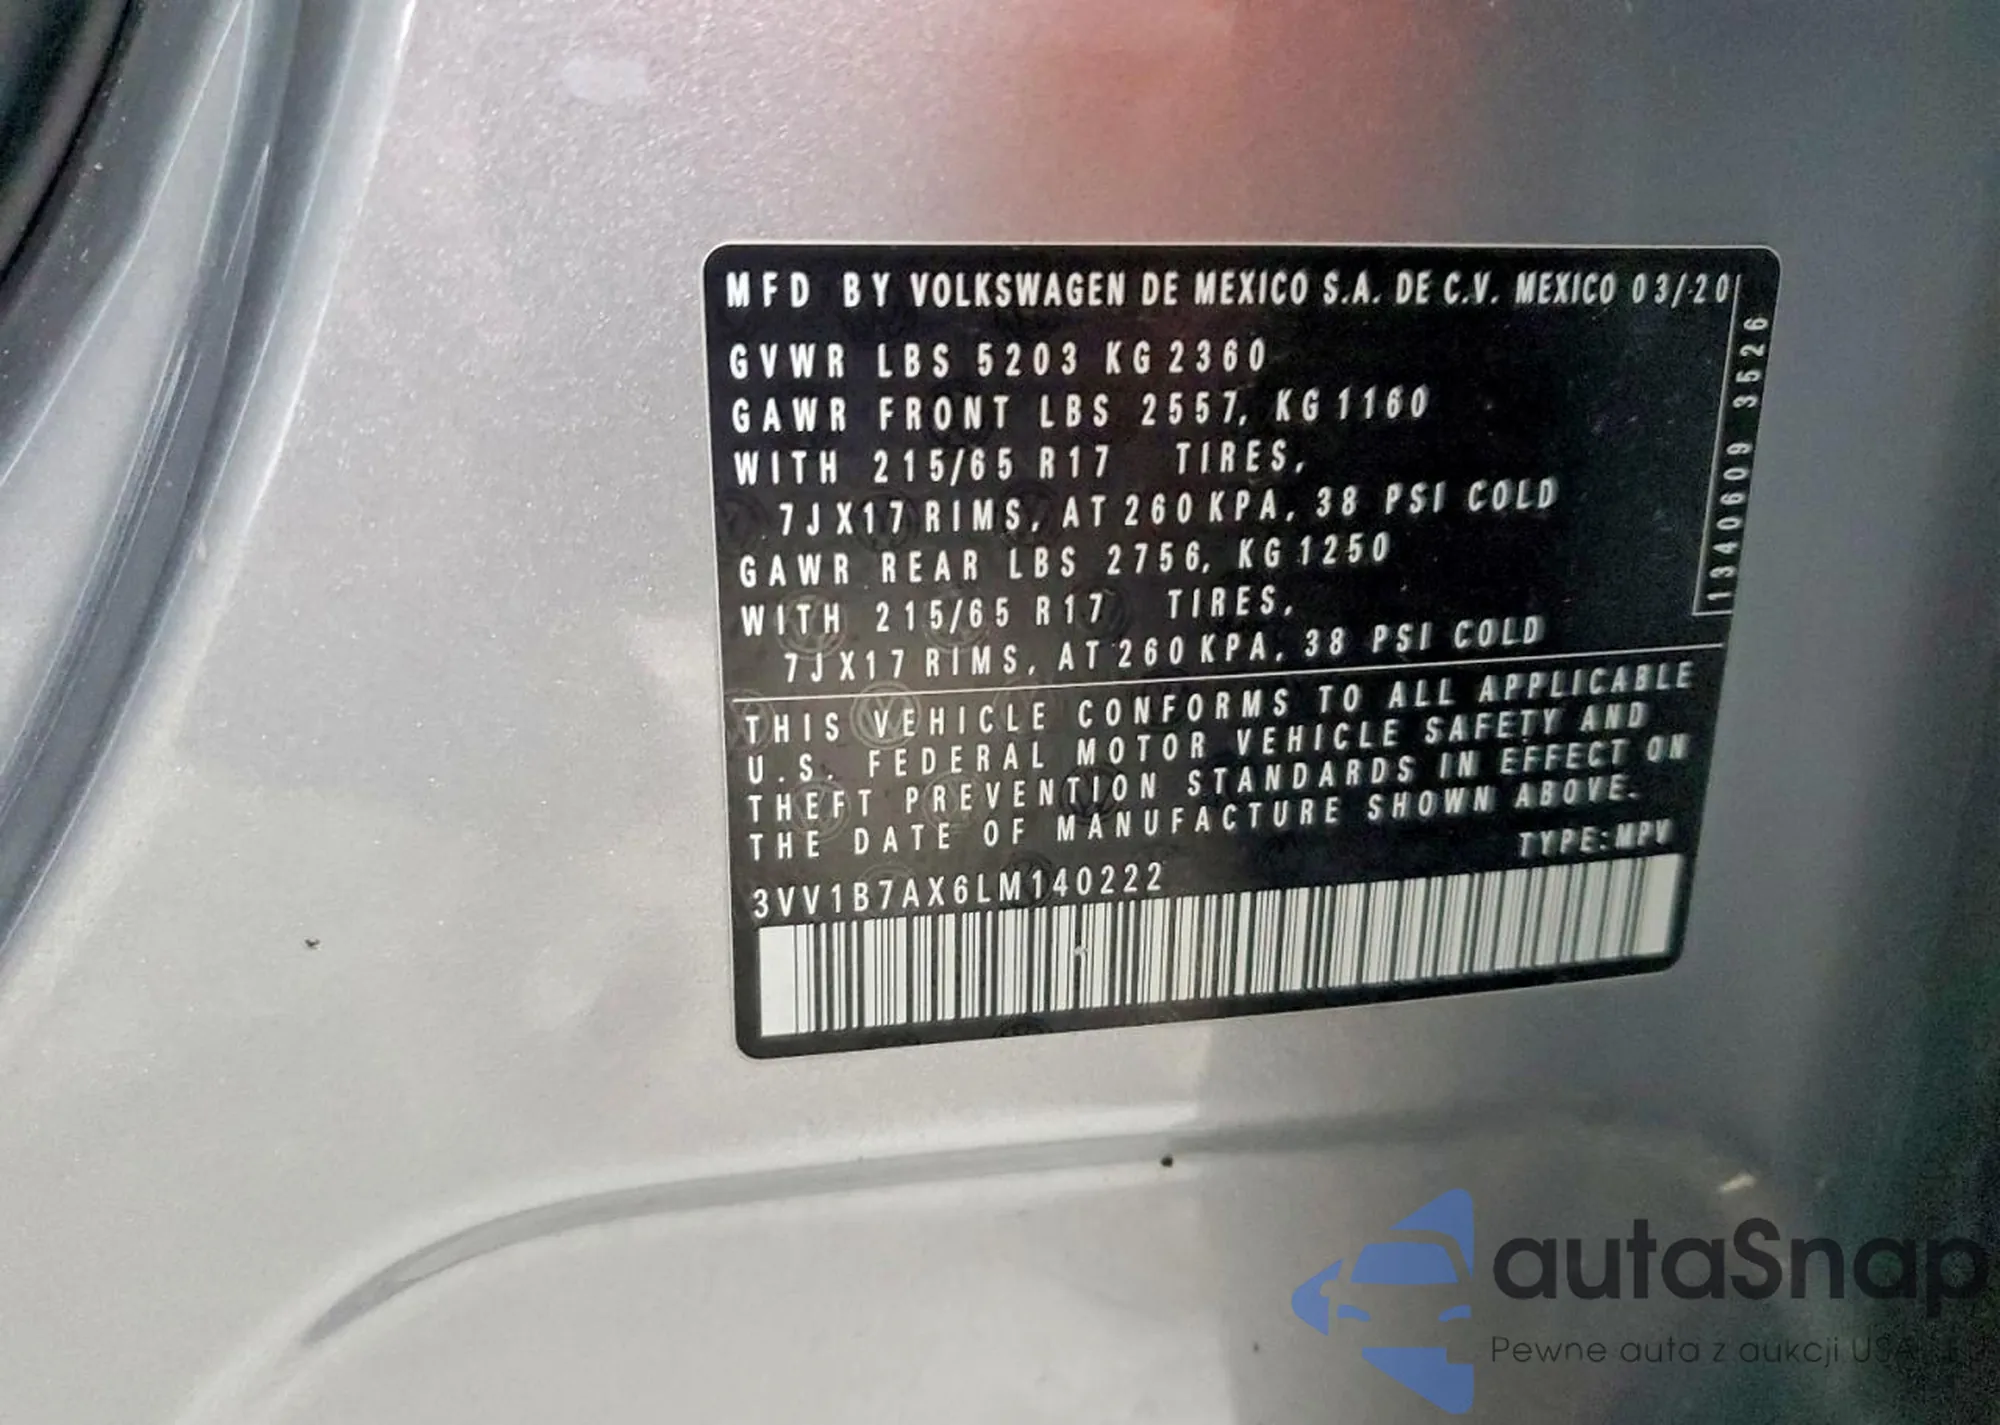 MFD BY VOLKSWAGEN DE MEXICO S.A. DE C.V. MEXICO 03/20
GVWR LBS 5203 KG 2360
GAWR FRONT LBS 2557, KG 1160
WITH 215/65 R17 TIRES,
7JX17 RIMS, AT 260 KPA, 38 PSI COLD
GAWR REAR LBS 2756, KG 1250
WITH 215/65 R17 TIRES,
7JX17 RIMS, AT 260 KPA, 38 PSI COLD
1340609 3526
THIS VEHICLE CONFORMS TO ALL APPLICABLE
U.S. FEDERAL MOTOR VEHICLE SAFETY AND
THEFT PREVENTION STANDARDS IN EFFECT ON
THE DATE OF MANUFACTURE SHOWN ABOVE.
TYPE: MPV
3VV1B7AX6LM140222
autaSnap
Pewne auta z aukcji USA